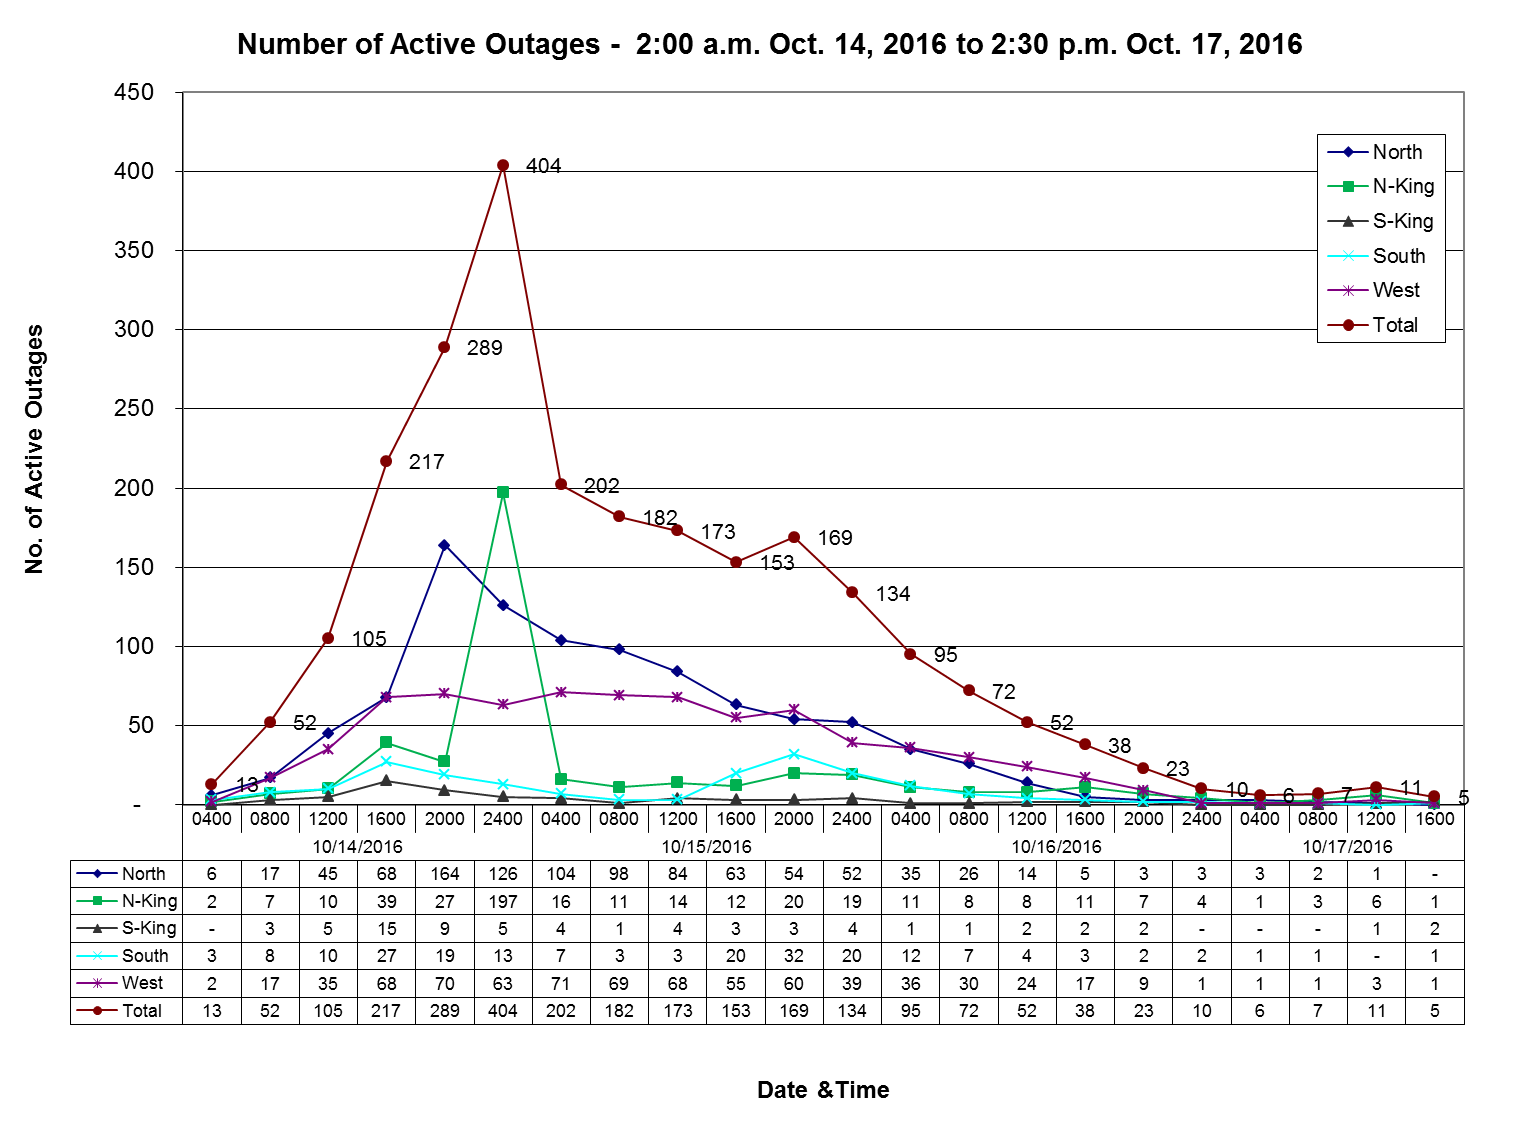 Number of Active Outages -  2:00 a.m. Oct. 14, 2016 to 2:30 p.m. Oct. 17, 2016
No. of Active Outages
450
400
350
300
250
200
150
100
50
-
North
N-King
S-King
South
West
Total
13
52
105
217
289
404
202
182
173
153
169
134
95
72
52
38
23
10
6
7
11
5
0400 0800 1200 1600 2000 2400 0400 0800 1200 1600 2000 2400 0400 0800 1200 1600 2000 2400 0400 0800 1200 1600
10/14/2016 10/15/2016 10/16/2016 10/17/2016
North 6 17 45 68 164 126 104 98 84 63 54 52 35 26 14 5 3 3 3 2 1 -
N-King 2 7 10 39 27 197 16 11 14 12 20 19 11 8 8 11 7 4 1 3 6 1
S-King - 3 5 15 9 5 4 1 4 3 3 4 1 1 2 2 2 - - - 1 2
South 3 8 10 27 19 13 7 3 3 20 32 20 12 7 4 3 2 2 1 1 - 1
West 2 17 35 68 70 63 71 69 68 55 60 39 36 30 24 17 9 1 1 1 3 1
Total 13 52 105 217 289 404 202 182 173 153 169 134 95 72 52 38 23 10 6 7 11 5
Date &Time